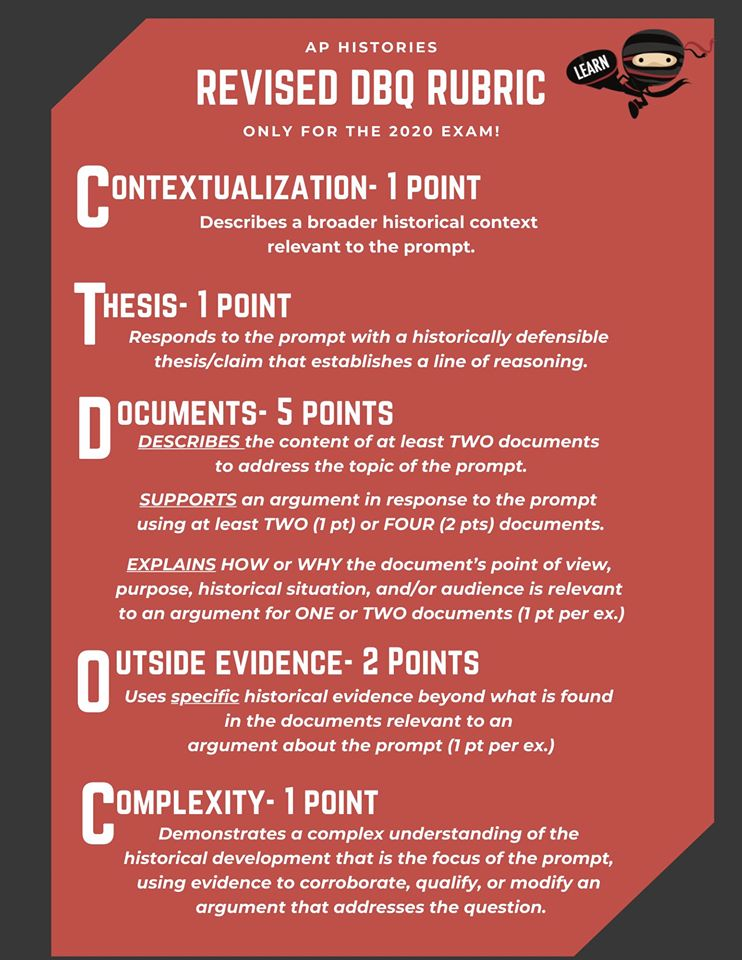 AP HISTORIES
REVISED DBQ RUBRIC
LEARN
ONLY FOR THE 2020 EXAM!
CONTEXTUALIZATION- 1 POINT
Describes a broader historical context
relevant to the prompt.
THESIS- 1 POINT
Responds to the prompt with a historically defensible
thesis/claim that establishes a line of reasoning.
DOCUMENTS- 5 POINTS
DESCRIBES the content of at least TWO documents
to address the topic of the prompt.
SUPPORTS an argument in response to the prompt
using at least TWO (1 pt) or FOUR (2 pts) documents.
EXPLAINS HOW or WHY the document's point of view,
purpose, historical situation, and/or audience is relevant
to an argument for ONE or TWO documents (1 pt per ex.)
OUTSIDE EVIDENCE- 2 POINTS
Uses specific historical evidence beyond what is found
in the documents relevant to an
argument about the prompt (1 pt per ex.)
COMPLEXITY- 1 POINT
Demonstrates a complex understanding of the
historical development that is the focus of the prompt,
using evidence to corroborate, qualify, or modify an
argument that addresses the question.